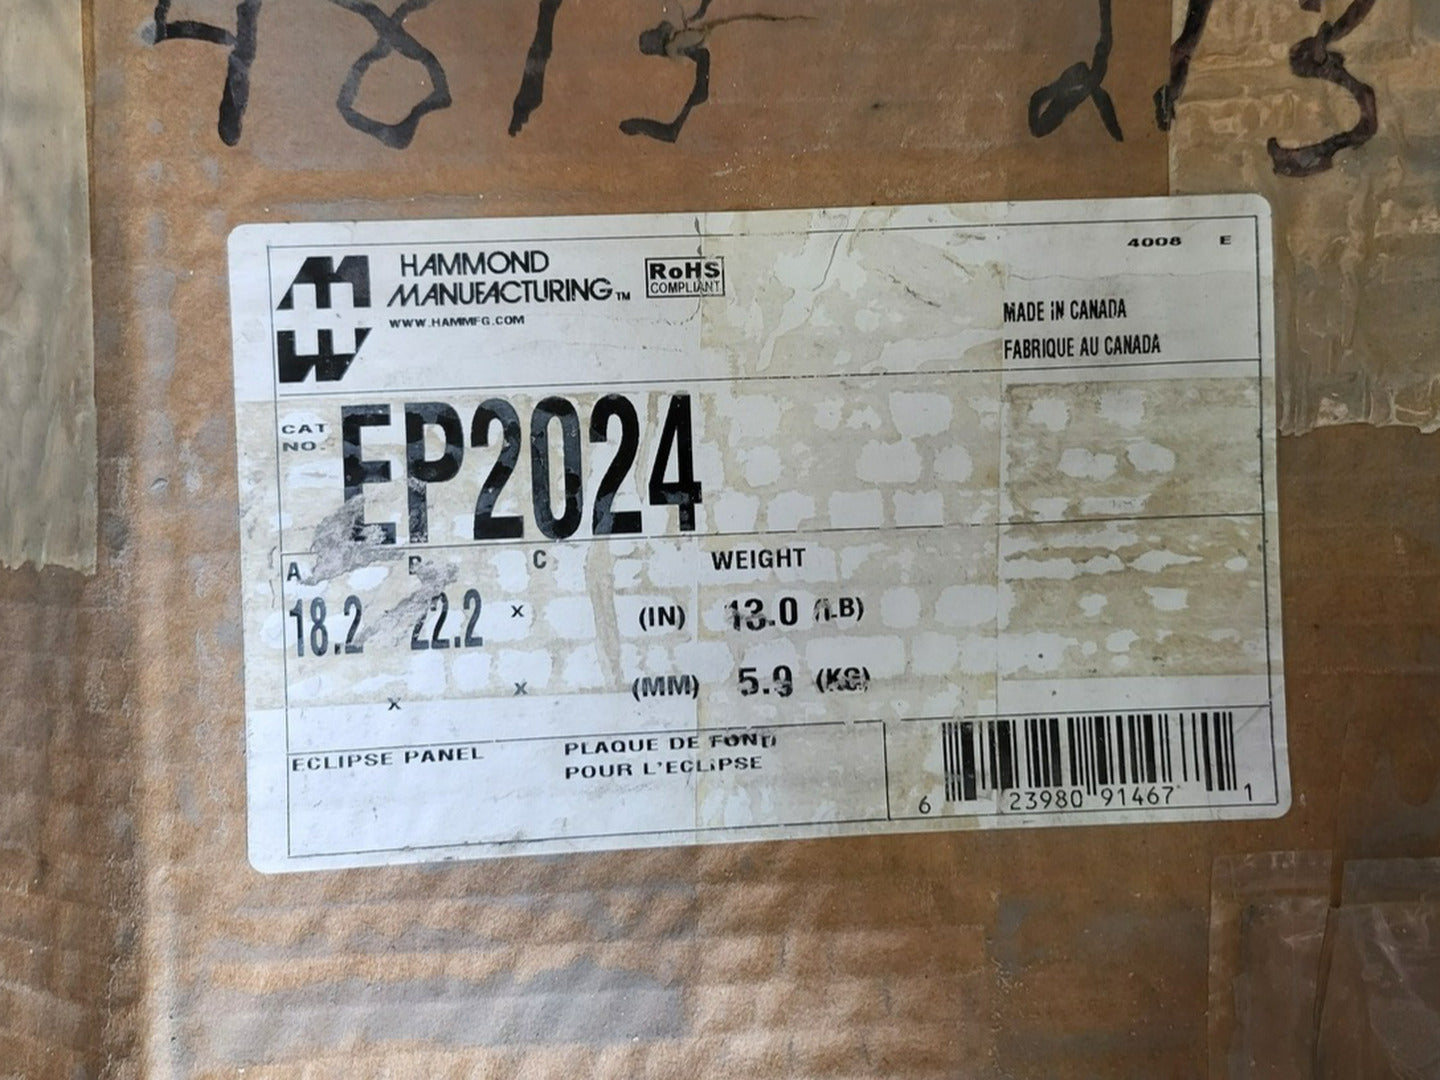 4813 2/3
4008 E
HAMMOND
MANUFACTURING™
WWW.HAMMFG.COM
RoHS
COMPLIANT
MADE IN CANADA
FABRIQUE AU CANADA
CAT
NO.
EP2024
A B C WEIGHT
18.2 22.2 x (IN) 13.0 (LB)
x x (MM) 5.9 (KG)
ECLIPSE PANEL
PLAQUE DE FOND
POUR L'ECLIPSE
6 23980 91467 1